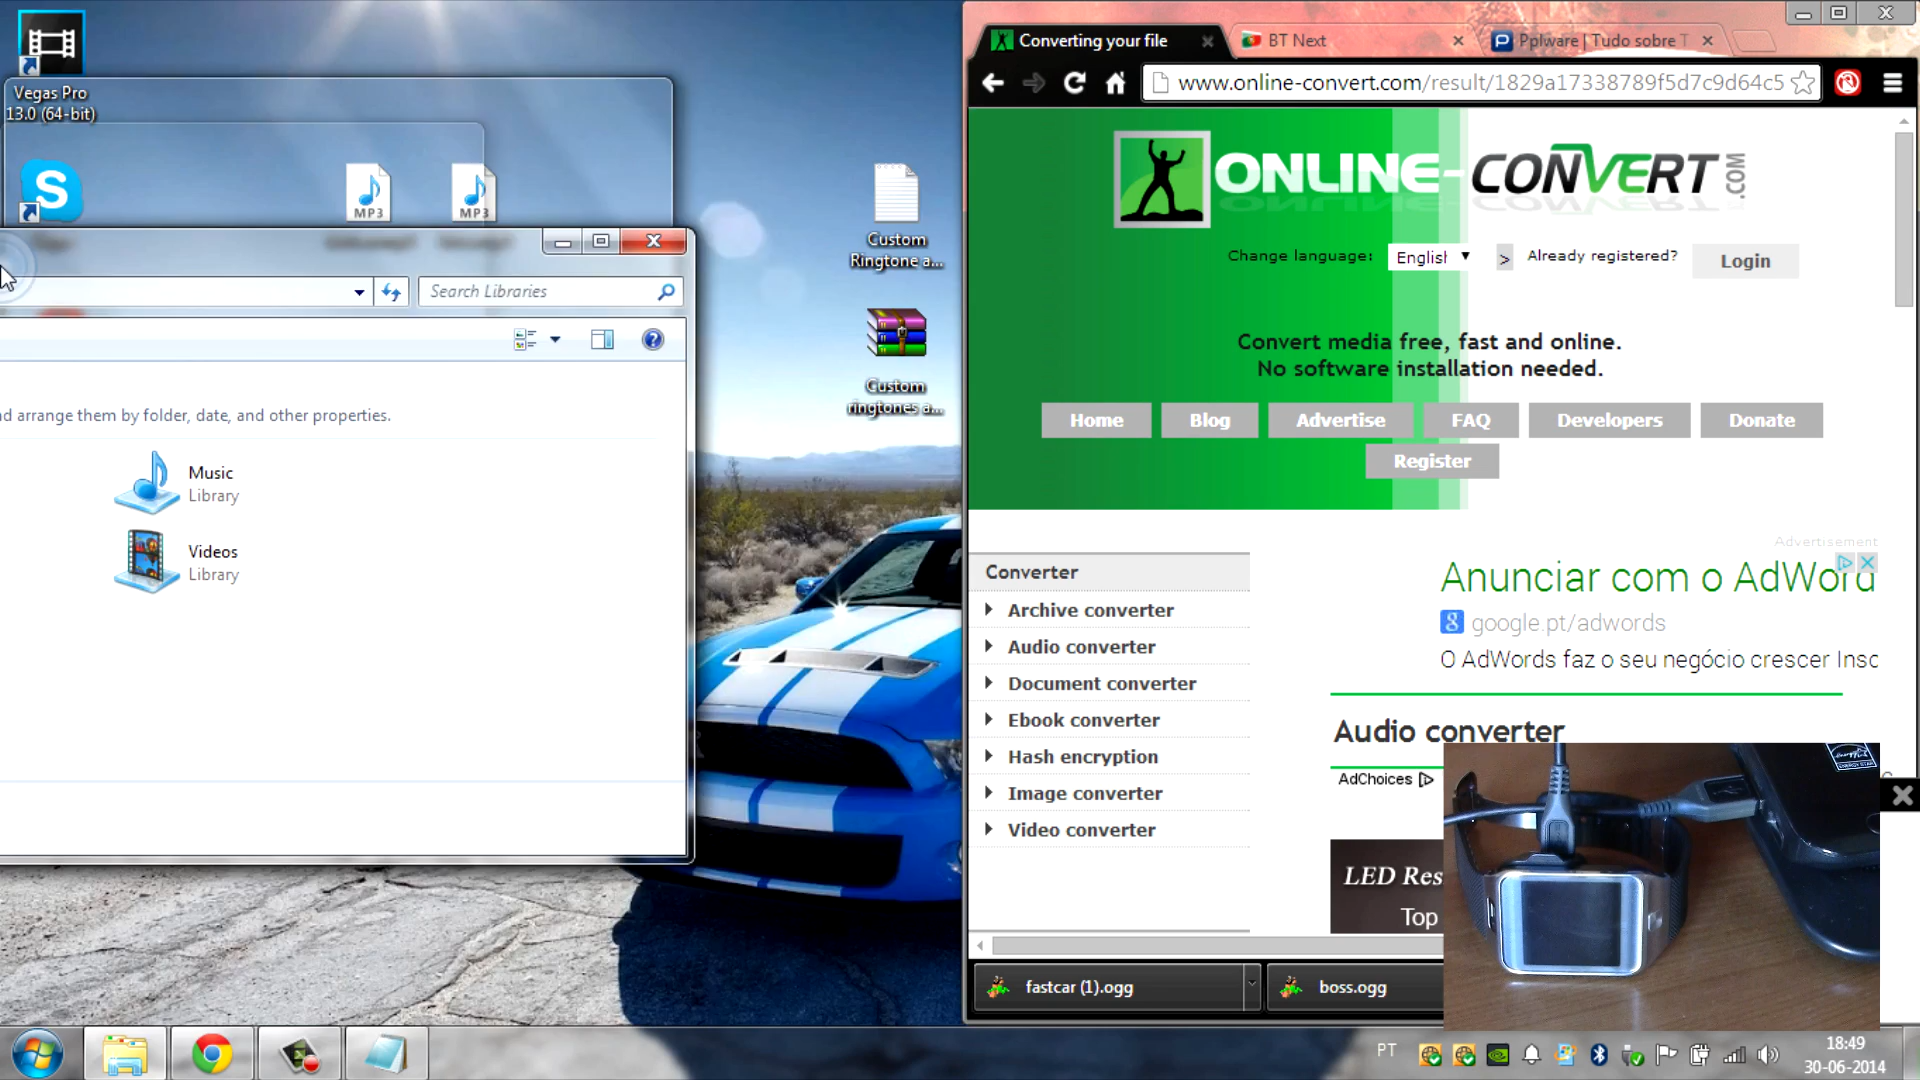 Vegas Pro
13.0 (64-bit)
MP3
MP3
Custom
Ringtone a...
Custom
ringtones a...
Search Libraries
nd arrange them by folder, date, and other properties.
Music
Library
Videos
Library
Converting your file
BT Next
Pplware | Tudo sobre T
www.online-convert.com/result/1829a17338789f5d7c9d64c5
ONLINE-CONVERT.COM
Change language:
English
>
Already registered?
Login
Convert media free, fast and online.
No software installation needed.
Home
Blog
Advertise
FAQ
Developers
Donate
Register
Converter
Archive converter
Audio converter
Document converter
Ebook converter
Hash encryption
Image converter
Video converter
Advertisement
Anunciar com o AdWord
google.pt/adwords
O AdWords faz o seu negócio crescer Insc
Audio converter
AdChoices
LED Res
Top
ENERGY STAR
fastcar (1).ogg
boss.ogg
PT
18:49
30-06-2014